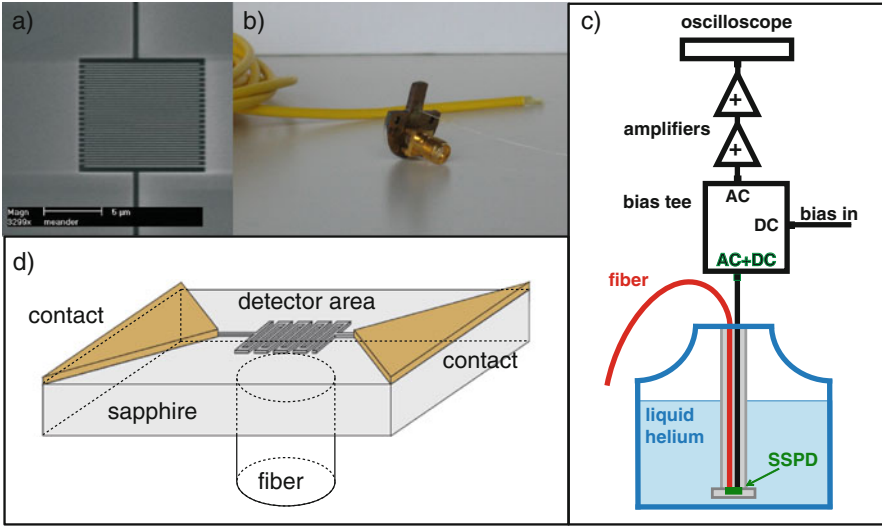 a)
Magn
5 µm
3299x
meander
b)
c)
oscilloscope
amplifiers
+
+
bias tee
AC
DC
bias in
AC+DC
fiber
liquid
helium
SSPD
d)
contact
detector area
contact
sapphire
fiber